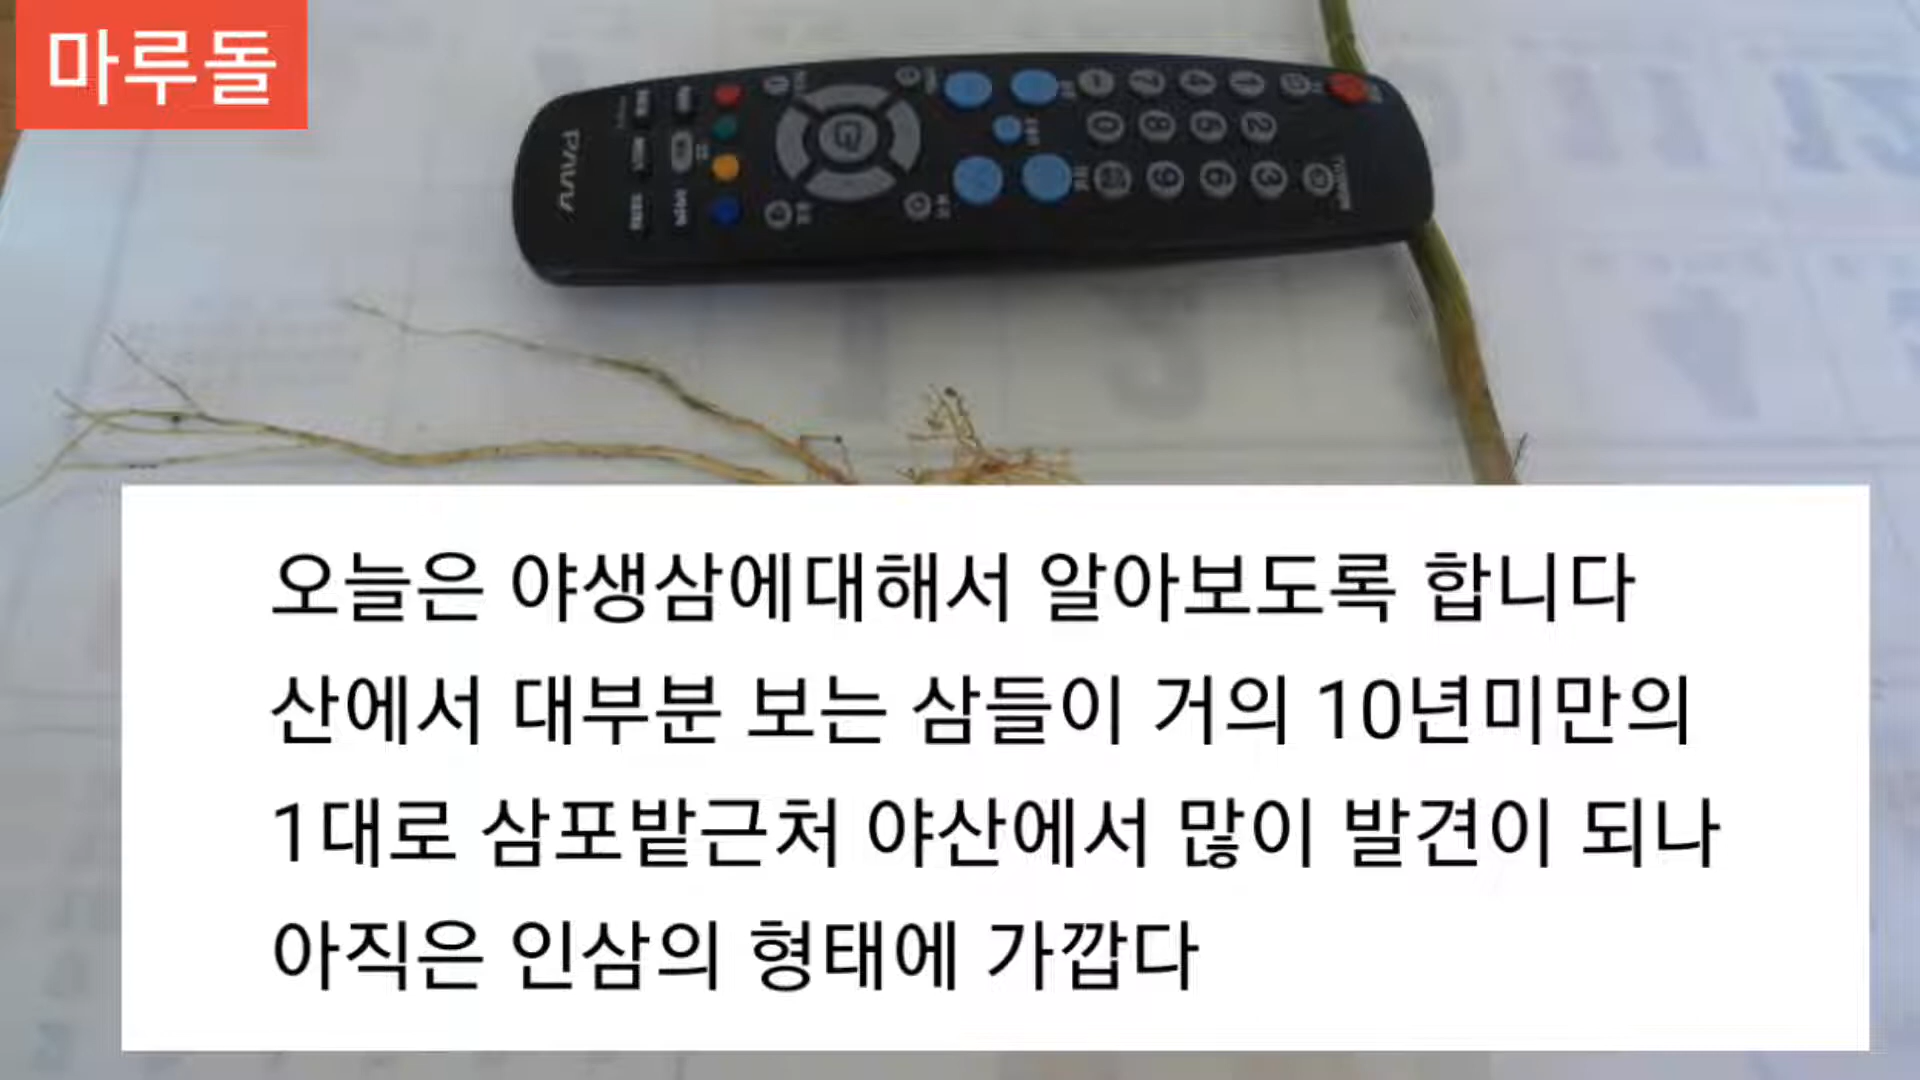 마루돌
PAVV
오늘은 야생삼에대해서 알아보도록 합니다
산에서 대부분 보는 삼들이 거의 10년미만의
1대로 삼포밭근처 야산에서 많이 발견이 되나
아직은 인삼의 형태에 가깝다